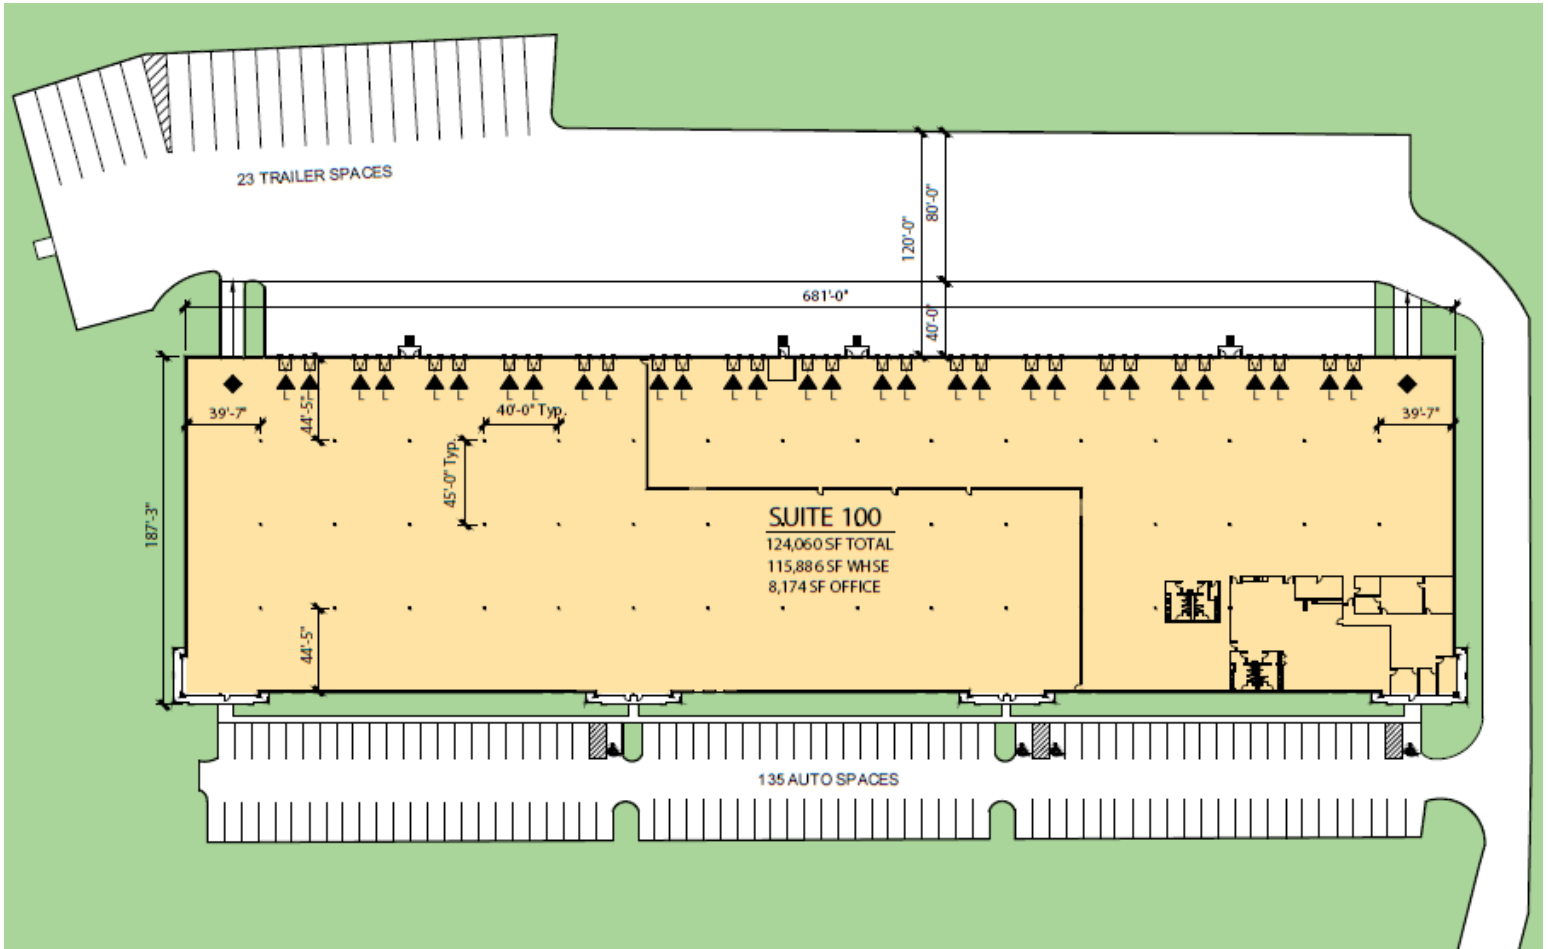 23 TRAILER SPACES
80'-0"
120'-0"
681'-0"
40'-0"
39'-7"
44'-5"
40'-0" Typ.
39'-7"
45'-0" Typ.
187'-3"
SUITE 100
124,060 SF TOTAL
115,886 SF WHSE
8,174 SF OFFICE
44'-5"
135 AUTO SPACES